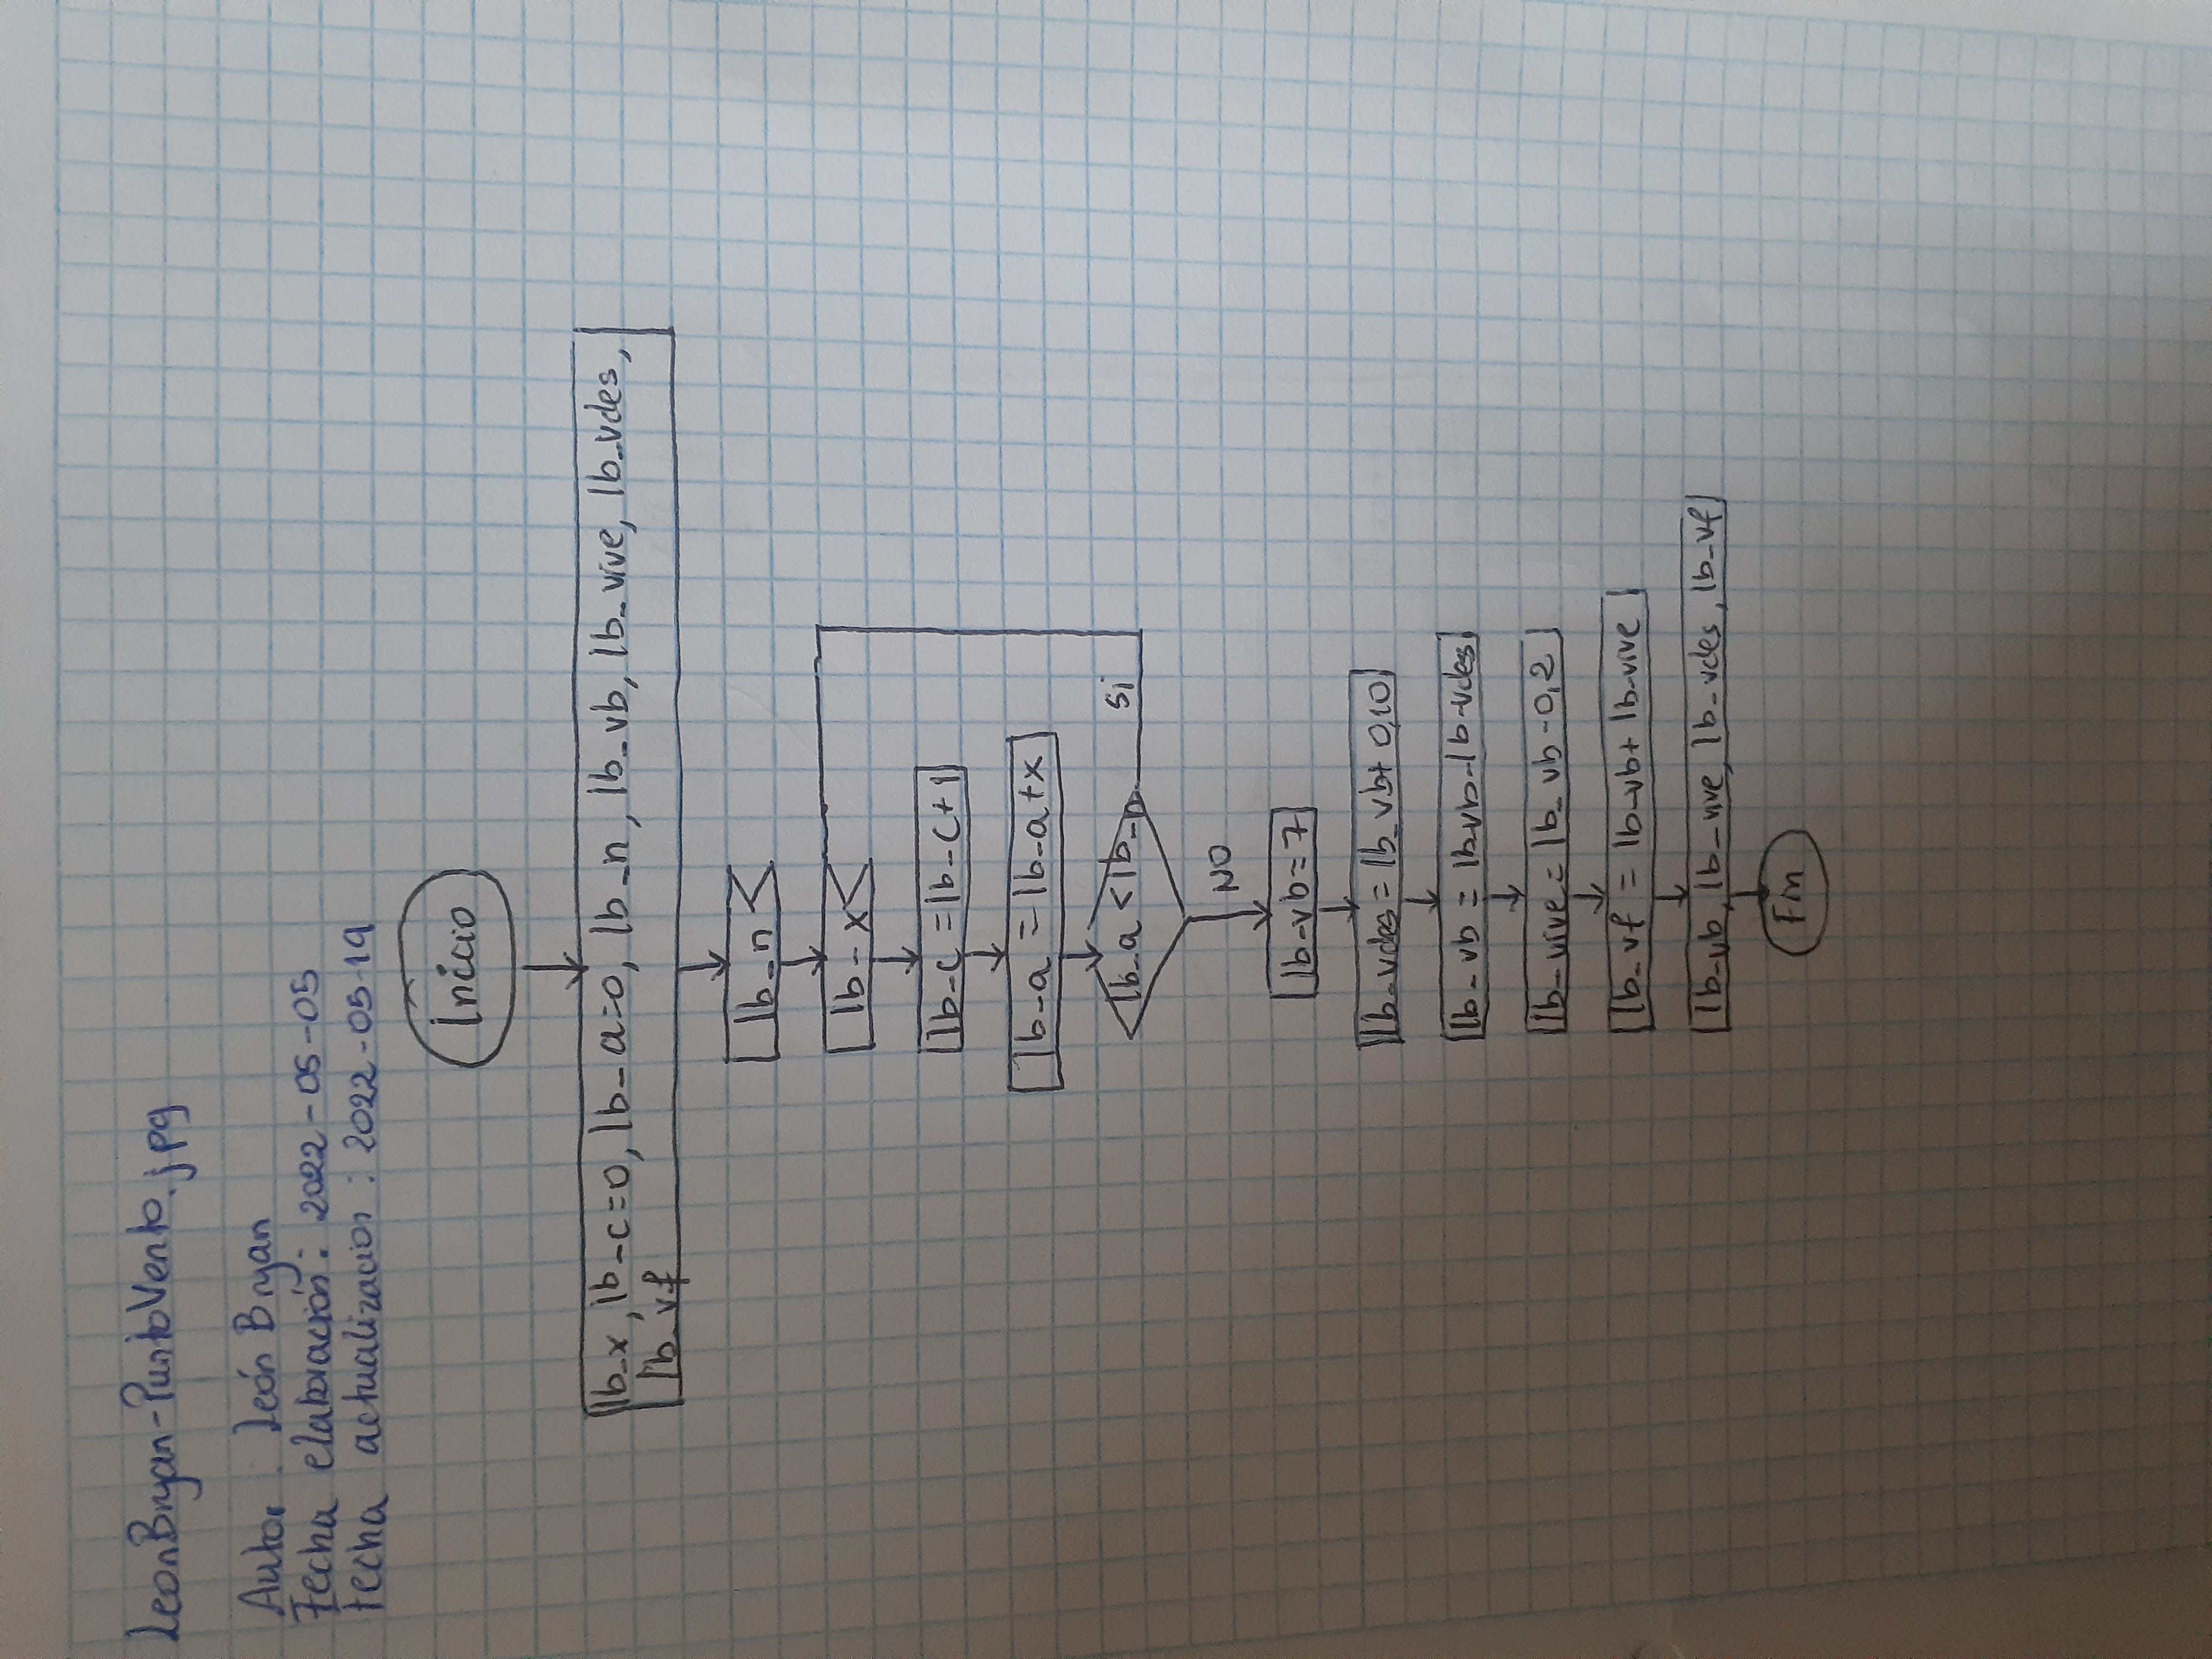 LeonBryan-PuntoVento.jpg
Autor. León Bryan
Fecha elaboración: 2022-05-05
Fecha actualizacion: 2022-05-19
Inicio
lb_x, lb_c=0, lb_a=0, lb_n, lb_vb, lb_vive, lb_vdes,
lb_vf
lb_n
lb_x
lb_c = lb_c+1
lb_a = lb_a+x
lb_a < lb_n
si
NO
lb_vb=7
lb_vdes = lb_vb+ 0,10
lb_vb = lb_vb-lb_vdes
lb_vive = lb_vb-0,2
lb_vf = lb_vb+ lb_vive
lb_vb, lb_vive, lb_vdes, lb_vf
Fin